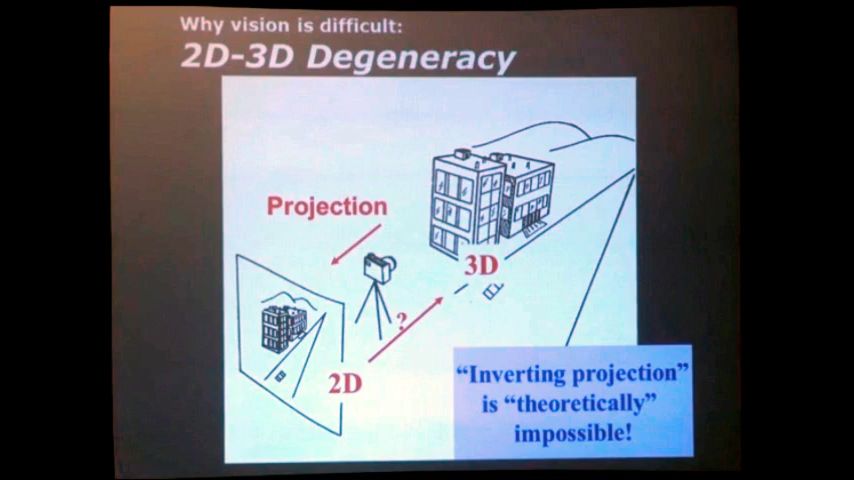 Why vision is difficult:
2D-3D Degeneracy
Projection
3D
?
2D
“Inverting projection”
is “theoretically”
impossible!